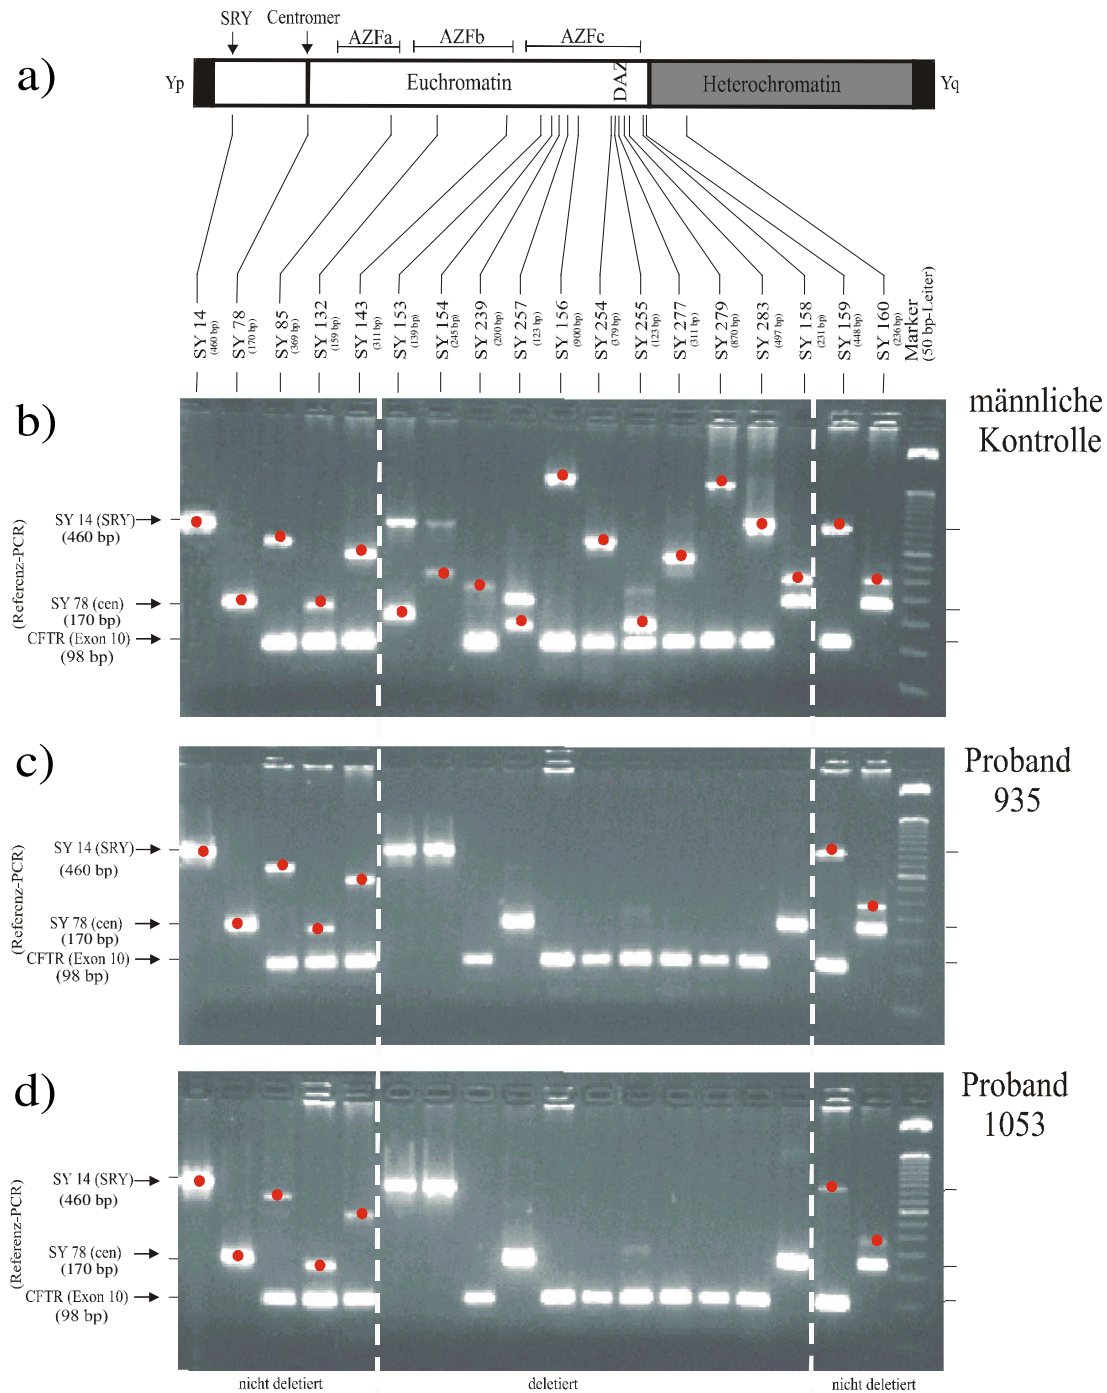 SRY Centromer
AZFa AZFb AZFc
a) Yp Euchromatin DAZ Heterochromatin Yq
SY 14 (460 bp)
SY 78 (170 bp)
SY 85 (369 bp)
SY 132 (159 bp)
SY 143 (311 bp)
SY 153 (139 bp)
SY 154 (245 bp)
SY 239 (200 bp)
SY 257 (123 bp)
SY 156 (900 bp)
SY 254 (379 bp)
SY 255 (123 bp)
SY 277 (311 bp)
SY 279 (870 bp)
SY 283 (497 bp)
SY 158 (231 bp)
SY 159 (448 bp)
SY 160 (236 bp)
Marker
(50 bp-Leiter)
b)
männliche
Kontrolle
(Referenz-PCR)
SY 14 (SRY)
(460 bp)
SY 78 (cen)
(170 bp)
CFTR (Exon 10)
(98 bp)
c)
Proband
935
(Referenz-PCR)
SY 14 (SRY)
(460 bp)
SY 78 (cen)
(170 bp)
CFTR (Exon 10)
(98 bp)
d)
Proband
1053
(Referenz-PCR)
SY 14 (SRY)
(460 bp)
SY 78 (cen)
(170 bp)
CFTR (Exon 10)
(98 bp)
nicht deletiert deletiert nicht deletiert